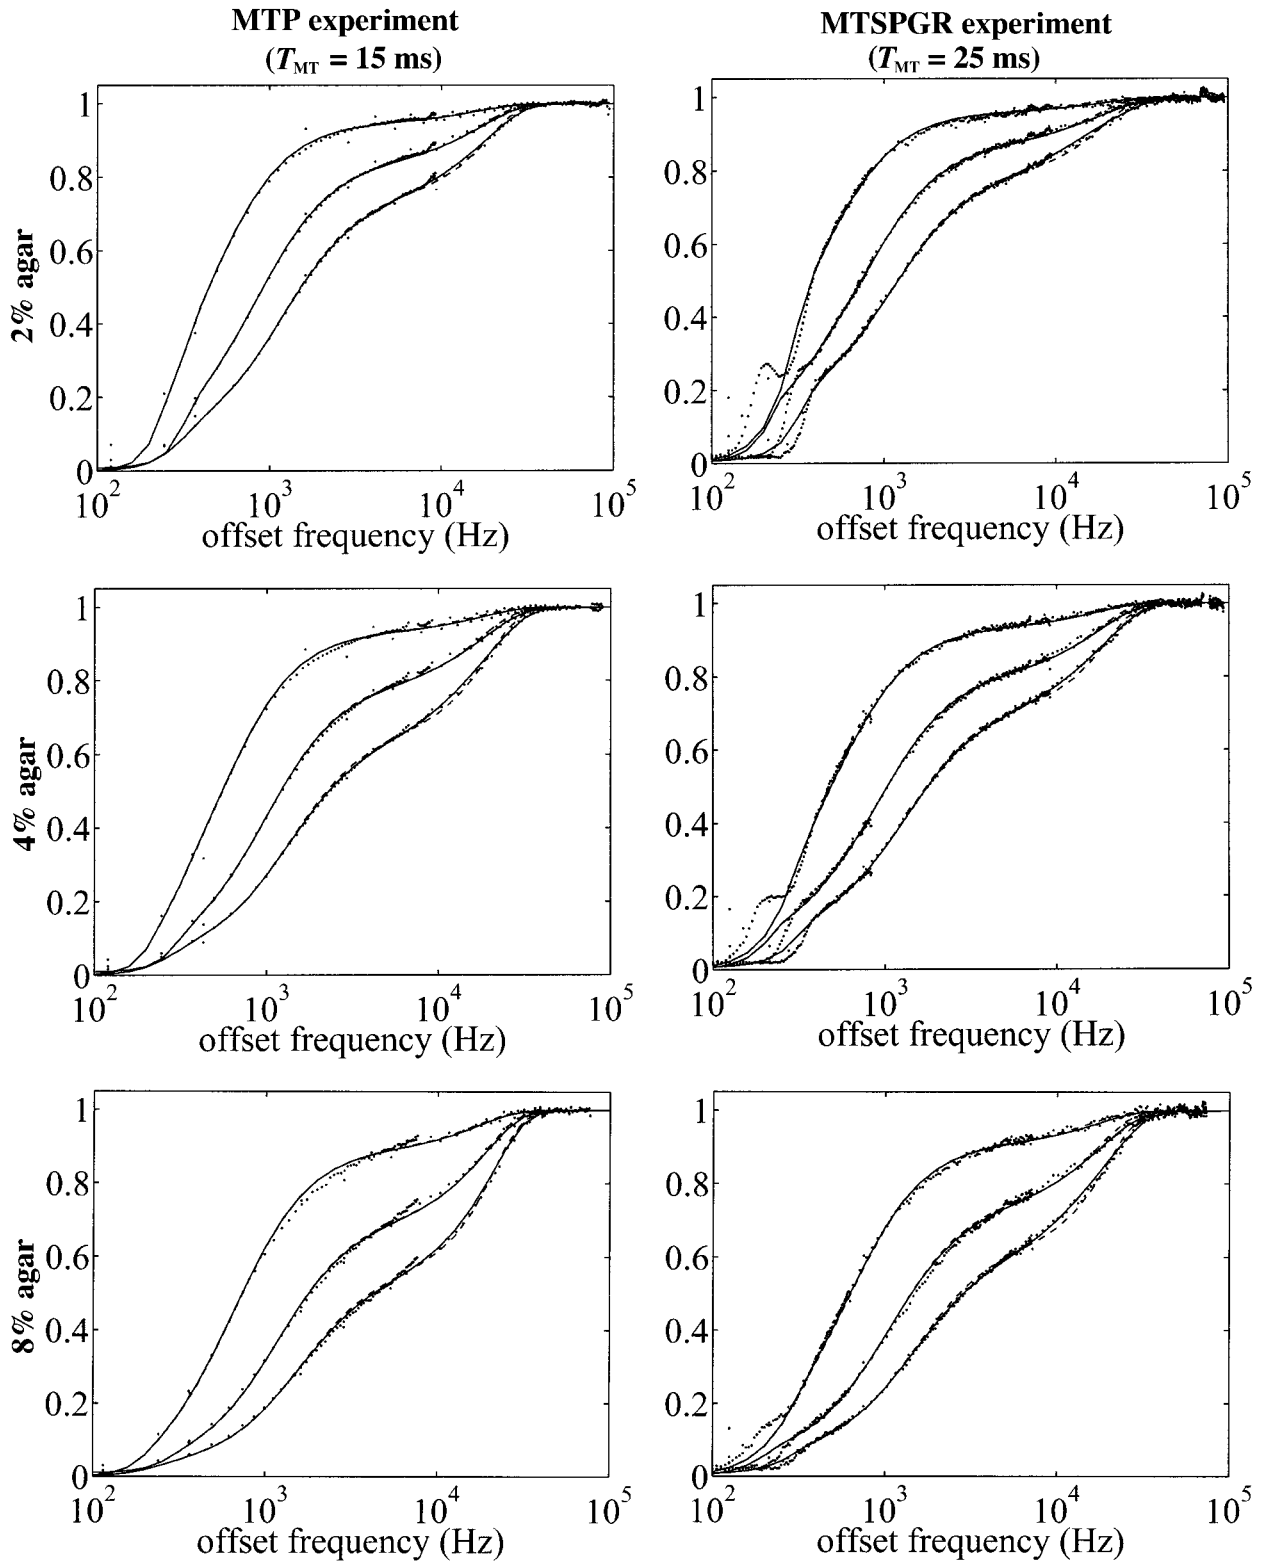 MTP experiment
(T_MT = 15 ms)
MTSPGR experiment
(T_MT = 25 ms)
2% agar
1
0.8
0.6
0.4
0.2
0
10^2 10^3 10^4 10^5
offset frequency (Hz)
1
0.8
0.6
0.4
0.2
0
10^2 10^3 10^4 10^5
offset frequency (Hz)
4% agar
1
0.8
0.6
0.4
0.2
0
10^2 10^3 10^4 10^5
offset frequency (Hz)
1
0.8
0.6
0.4
0.2
0
10^2 10^3 10^4 10^5
offset frequency (Hz)
8% agar
1
0.8
0.6
0.4
0.2
0
10^2 10^3 10^4 10^5
offset frequency (Hz)
1
0.8
0.6
0.4
0.2
0
10^2 10^3 10^4 10^5
offset frequency (Hz)